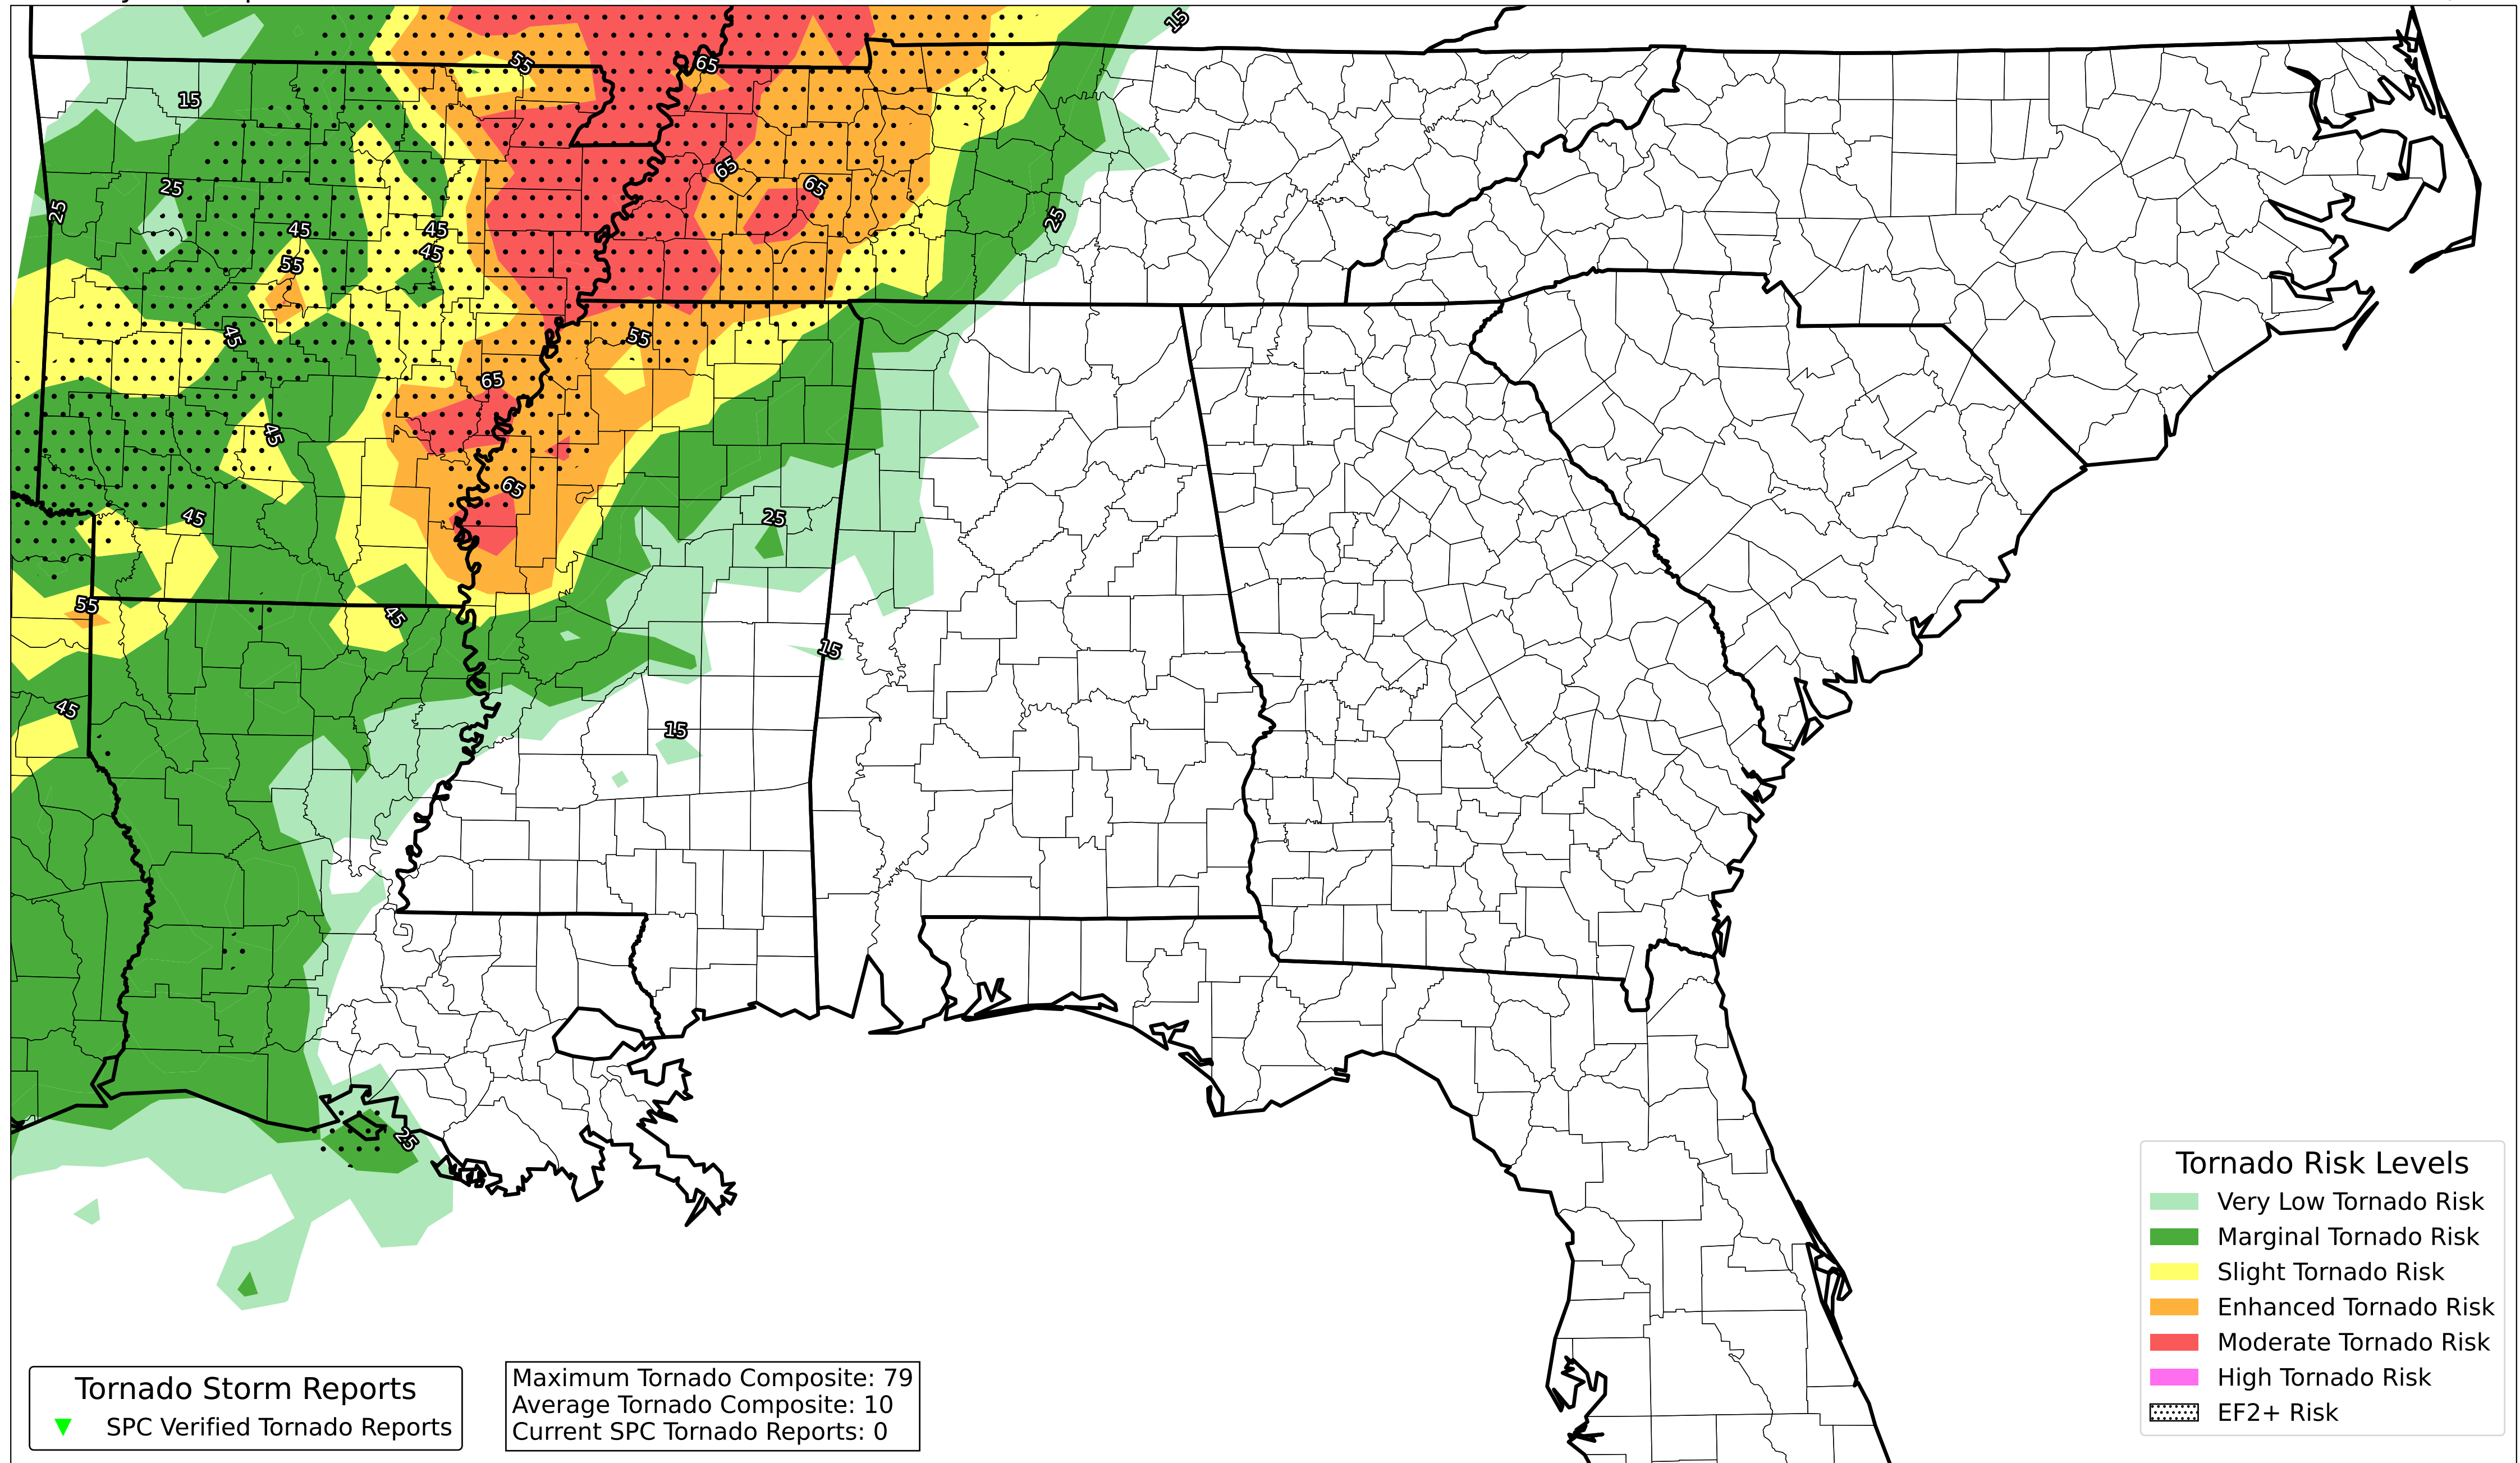 15
55
65
15
65
65
25
25
25
45
45
45
55
45
55
65
45
65
45
25
55
45
15
45
15
25
Tornado Risk Levels
Very Low Tornado Risk
Marginal Tornado Risk
Slight Tornado Risk
Enhanced Tornado Risk
Moderate Tornado Risk
High Tornado Risk
EF2+ Risk
Tornado Storm Reports
SPC Verified Tornado Reports
Maximum Tornado Composite: 79
Average Tornado Composite: 10
Current SPC Tornado Reports: 0